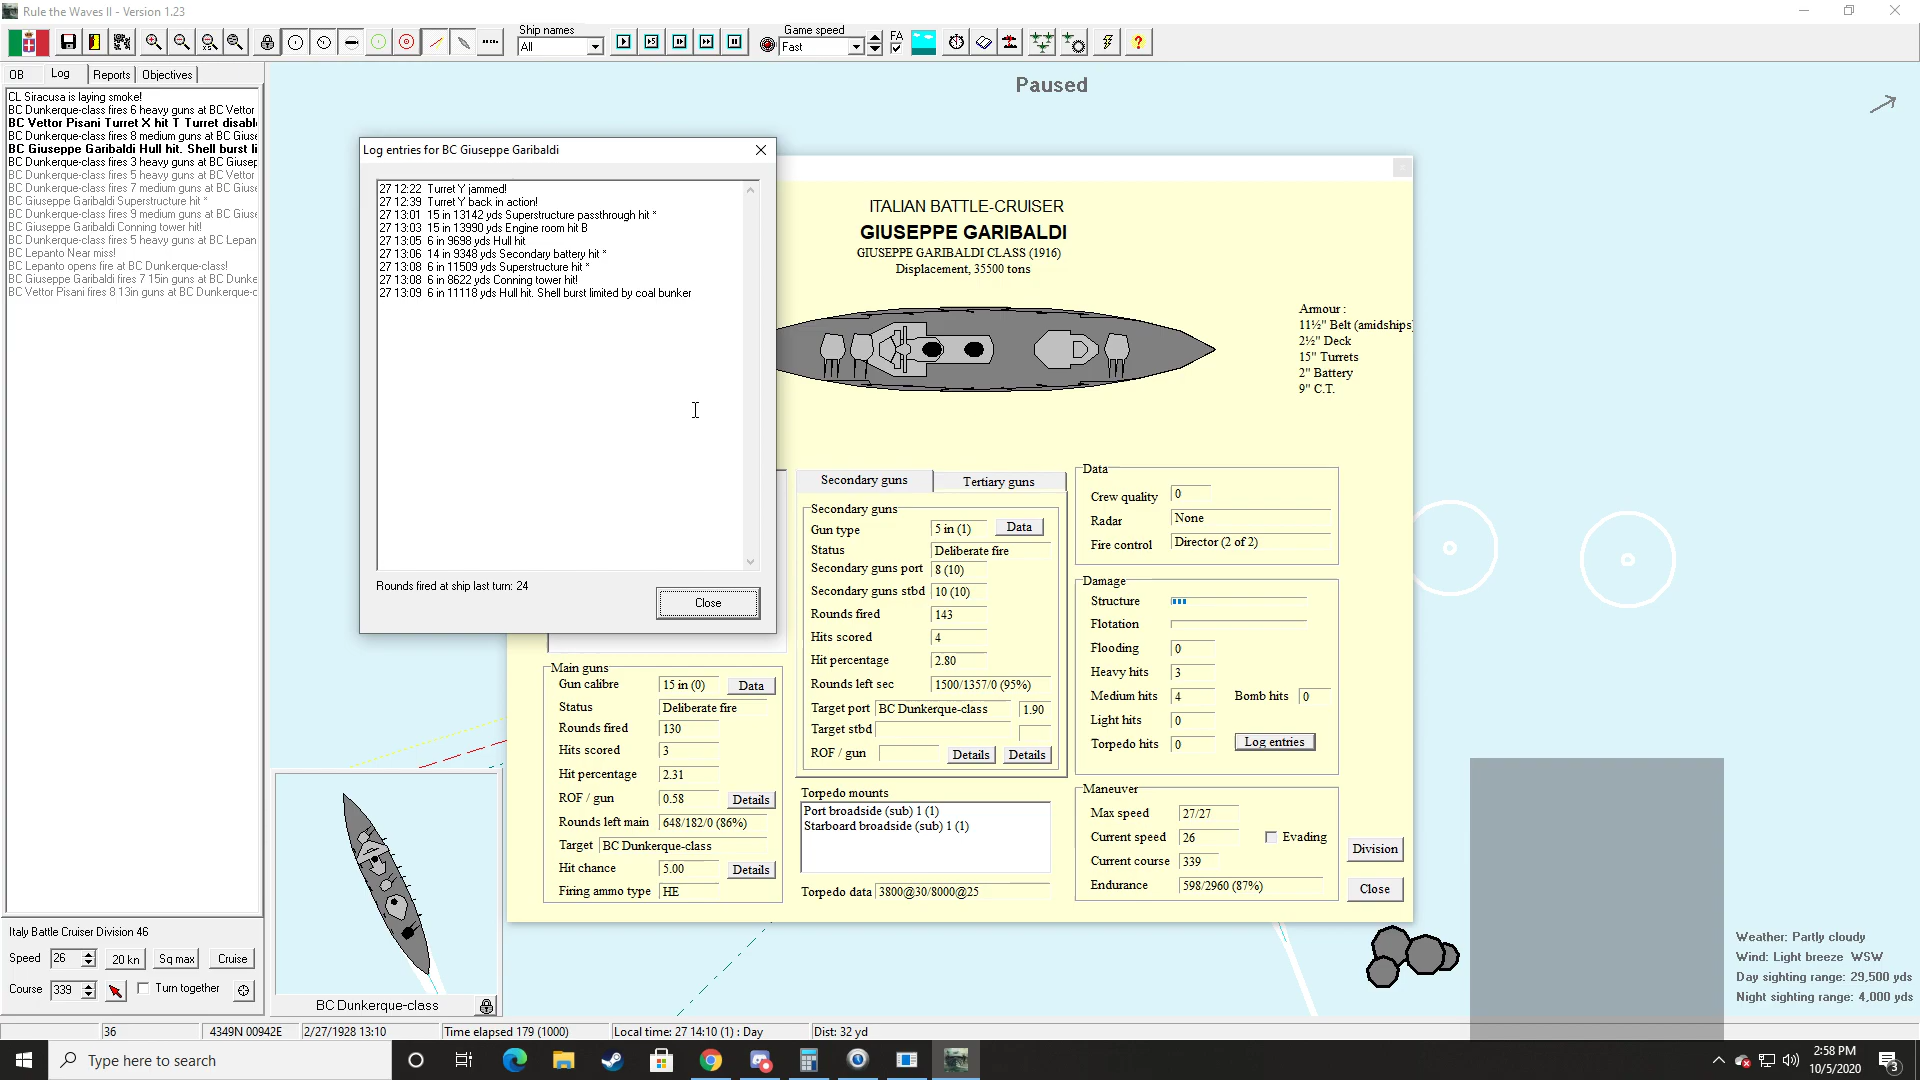 Rule the Waves II - Version 1.23
Ship names
All
Game speed
Fast
FA
OB
Log
Reports
Objectives
CL Siracusa is laying smoke!
BC Dunkerque-class fires 6 heavy guns at BC Vettor
BC Vettor Pisani Turret X hit T Turret disabl
BC Dunkerque-class fires 8 medium guns at BC Giuse
BC Giuseppe Garibaldi Hull hit. Shell burst li
BC Dunkerque-class fires 3 heavy guns at BC Giusep
BC Dunkerque-class fires 5 heavy guns at BC Vettor
BC Dunkerque-class fires 7 medium guns at BC Giuse
BC Giuseppe Garibaldi Superstructure hit *
BC Dunkerque-class fires 9 medium guns at BC Giuse
BC Giuseppe Garibaldi Conning tower hit!
BC Dunkerque-class fires 5 heavy guns at BC Lepan
BC Lepanto Near miss!
BC Lepanto opens fire at BC Dunkerque-class!
BC Giuseppe Garibaldi fires 7 15in guns at BC Dunke
BC Vettor Pisani fires 8 13in guns at BC Dunkerque-c
Paused
Log entries for BC Giuseppe Garibaldi
27 12:22 Turret Y jammed!
27 12:39 Turret Y back in action!
27 13:01 15 in 13142 yds Superstructure passthrough hit *
27 13:03 15 in 13990 yds Engine room hit B
27 13:05 6 in 9698 yds Hull hit
27 13:06 14 in 9348 yds Secondary battery hit *
27 13:08 6 in 11509 yds Superstructure hit *
27 13:08 6 in 8622 yds Conning tower hit!
27 13:09 6 in 11118 yds Hull hit. Shell burst limited by coal bunker
Rounds fired at ship last turn: 24
Close
ITALIAN BATTLE-CRUISER
GIUSEPPE GARIBALDI
GIUSEPPE GARIBALDI CLASS (1916)
Displacement, 35500 tons
Armour :
11½" Belt (amidships)
2½" Deck
15" Turrets
2" Battery
9" C.T.
Main guns
Gun calibre 15 in (0) Data
Status Deliberate fire
Rounds fired 130
Hits scored 3
Hit percentage 2.31
ROF / gun 0.58 Details
Rounds left main 648/182/0 (86%)
Target BC Dunkerque-class
Hit chance 5.00 Details
Firing ammo type HE
Secondary guns
Tertiary guns
Secondary guns
Gun type 5 in (1) Data
Status Deliberate fire
Secondary guns port 8 (10)
Secondary guns stbd 10 (10)
Rounds fired 143
Hits scored 4
Hit percentage 2.80
Rounds left sec 1500/1357/0 (95%)
Target port BC Dunkerque-class 1.90
Target stbd
ROF / gun Details Details
Torpedo mounts
Port broadside (sub) 1 (1)
Starboard broadside (sub) 1 (1)
Torpedo data 3800@30/8000@25
Data
Crew quality 0
Radar None
Fire control Director (2 of 2)
Damage
Structure
Flotation
Flooding 0
Heavy hits 3
Medium hits 4 Bomb hits 0
Light hits 0
Torpedo hits 0 Log entries
Maneuver
Max speed 27/27
Current speed 26 Evading
Current course 339
Endurance 598/2960 (87%)
Division
Close
Italy Battle Cruiser Division 46
Speed 26 20 kn Sq max Cruise
Course 339 Turn together
BC Dunkerque-class
Weather: Partly cloudy
Wind: Light breeze WSW
Day sighting range: 29,500 yds
Night sighting range: 4,000 yds
36 4349N 00942E 2/27/1928 13:10 Time elapsed 179 (1000) Local time: 27 14:10 (1) : Day Dist: 32 yd
Type here to search
2:58 PM
10/5/2020
3